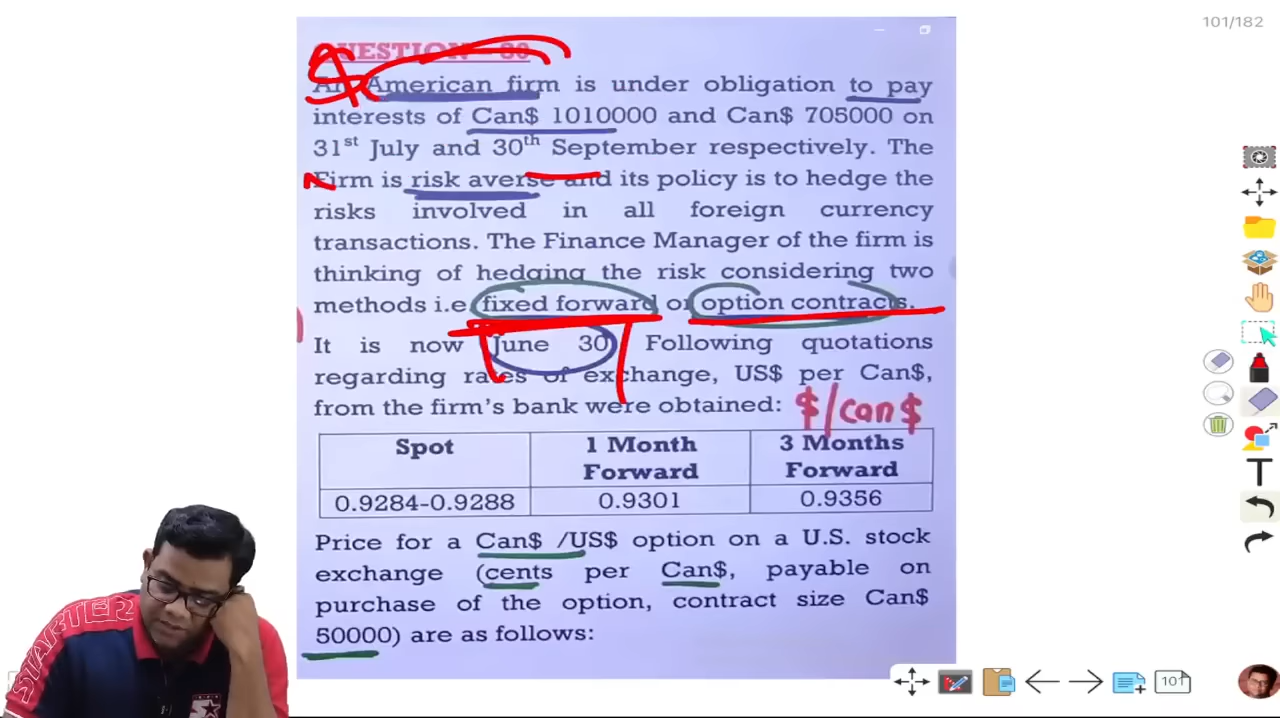 101/182
QUESTION – 80
An American firm is under obligation to pay
interests of Can$ 1010000 and Can$ 705000 on
31st July and 30th September respectively. The
Firm is risk averse and its policy is to hedge the
risks involved in all foreign currency
transactions. The Finance Manager of the firm is
thinking of hedging the risk considering two
methods i.e fixed forward or option contracts.
It is now June 30 Following quotations
regarding rates of exchange, US$ per Can$,
from the firm's bank were obtained:
$/can $
Spot 1 Month Forward 3 Months Forward
0.9284-0.9288 0.9301 0.9356
Price for a Can$ /US$ option on a U.S. stock
exchange (cents per Can$, payable on
purchase of the option, contract size Can$
50000) are as follows:
STARTER
$
T
101